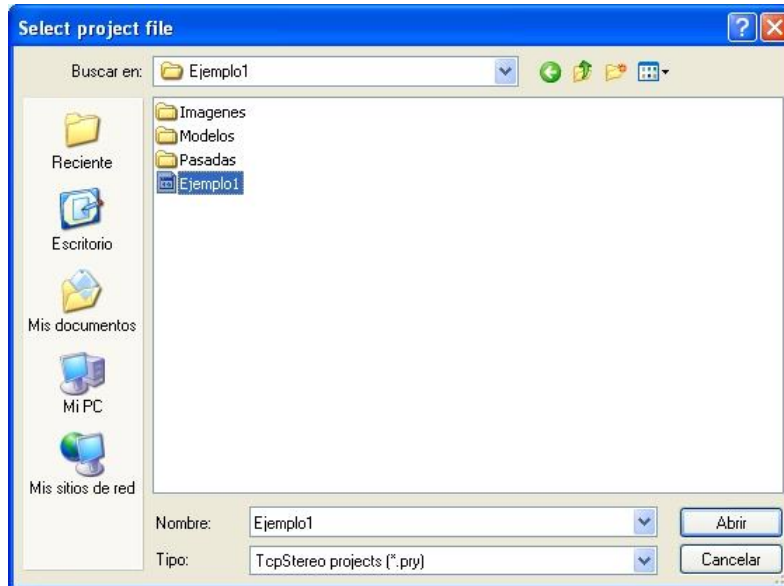 Select project file
Buscar en: Ejemplo1
Reciente
Escritorio
Mis documentos
Mi PC
Mis sitios de red
Imagenes
Modelos
Pasadas
Ejemplo1
Nombre: Ejemplo1 Abrir
Tipo: TcpStereo projects (*.pry) Cancelar